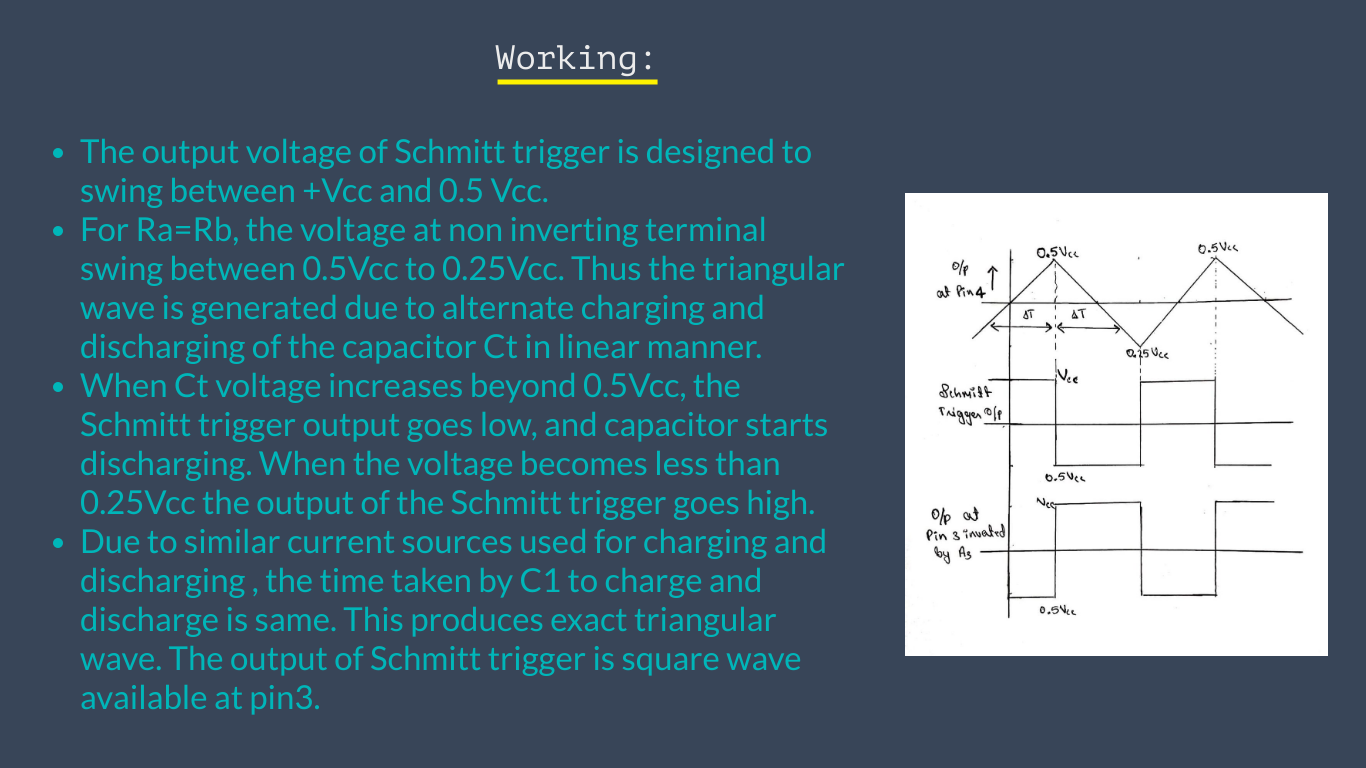 Working:
• The output voltage of Schmitt trigger is designed to
swing between +Vcc and 0.5 Vcc.
• For Ra=Rb, the voltage at non inverting terminal
swing between 0.5Vcc to 0.25Vcc. Thus the triangular
wave is generated due to alternate charging and
discharging of the capacitor Ct in linear manner.
• When Ct voltage increases beyond 0.5Vcc, the
Schmitt trigger output goes low, and capacitor starts
discharging. When the voltage becomes less than
0.25Vcc the output of the Schmitt trigger goes high.
• Due to similar current sources used for charging and
discharging , the time taken by C1 to charge and
discharge is same. This produces exact triangular
wave. The output of Schmitt trigger is square wave
available at pin3.
0.5Vcc
0.5Vcc
O/p
at Pin4
ΔT
ΔT
0.25Vcc
Vcc
Schmitt
Trigger O/p
0.5Vcc
Vcc
O/p at
Pin 3 inverted
by A3
0.5Vcc